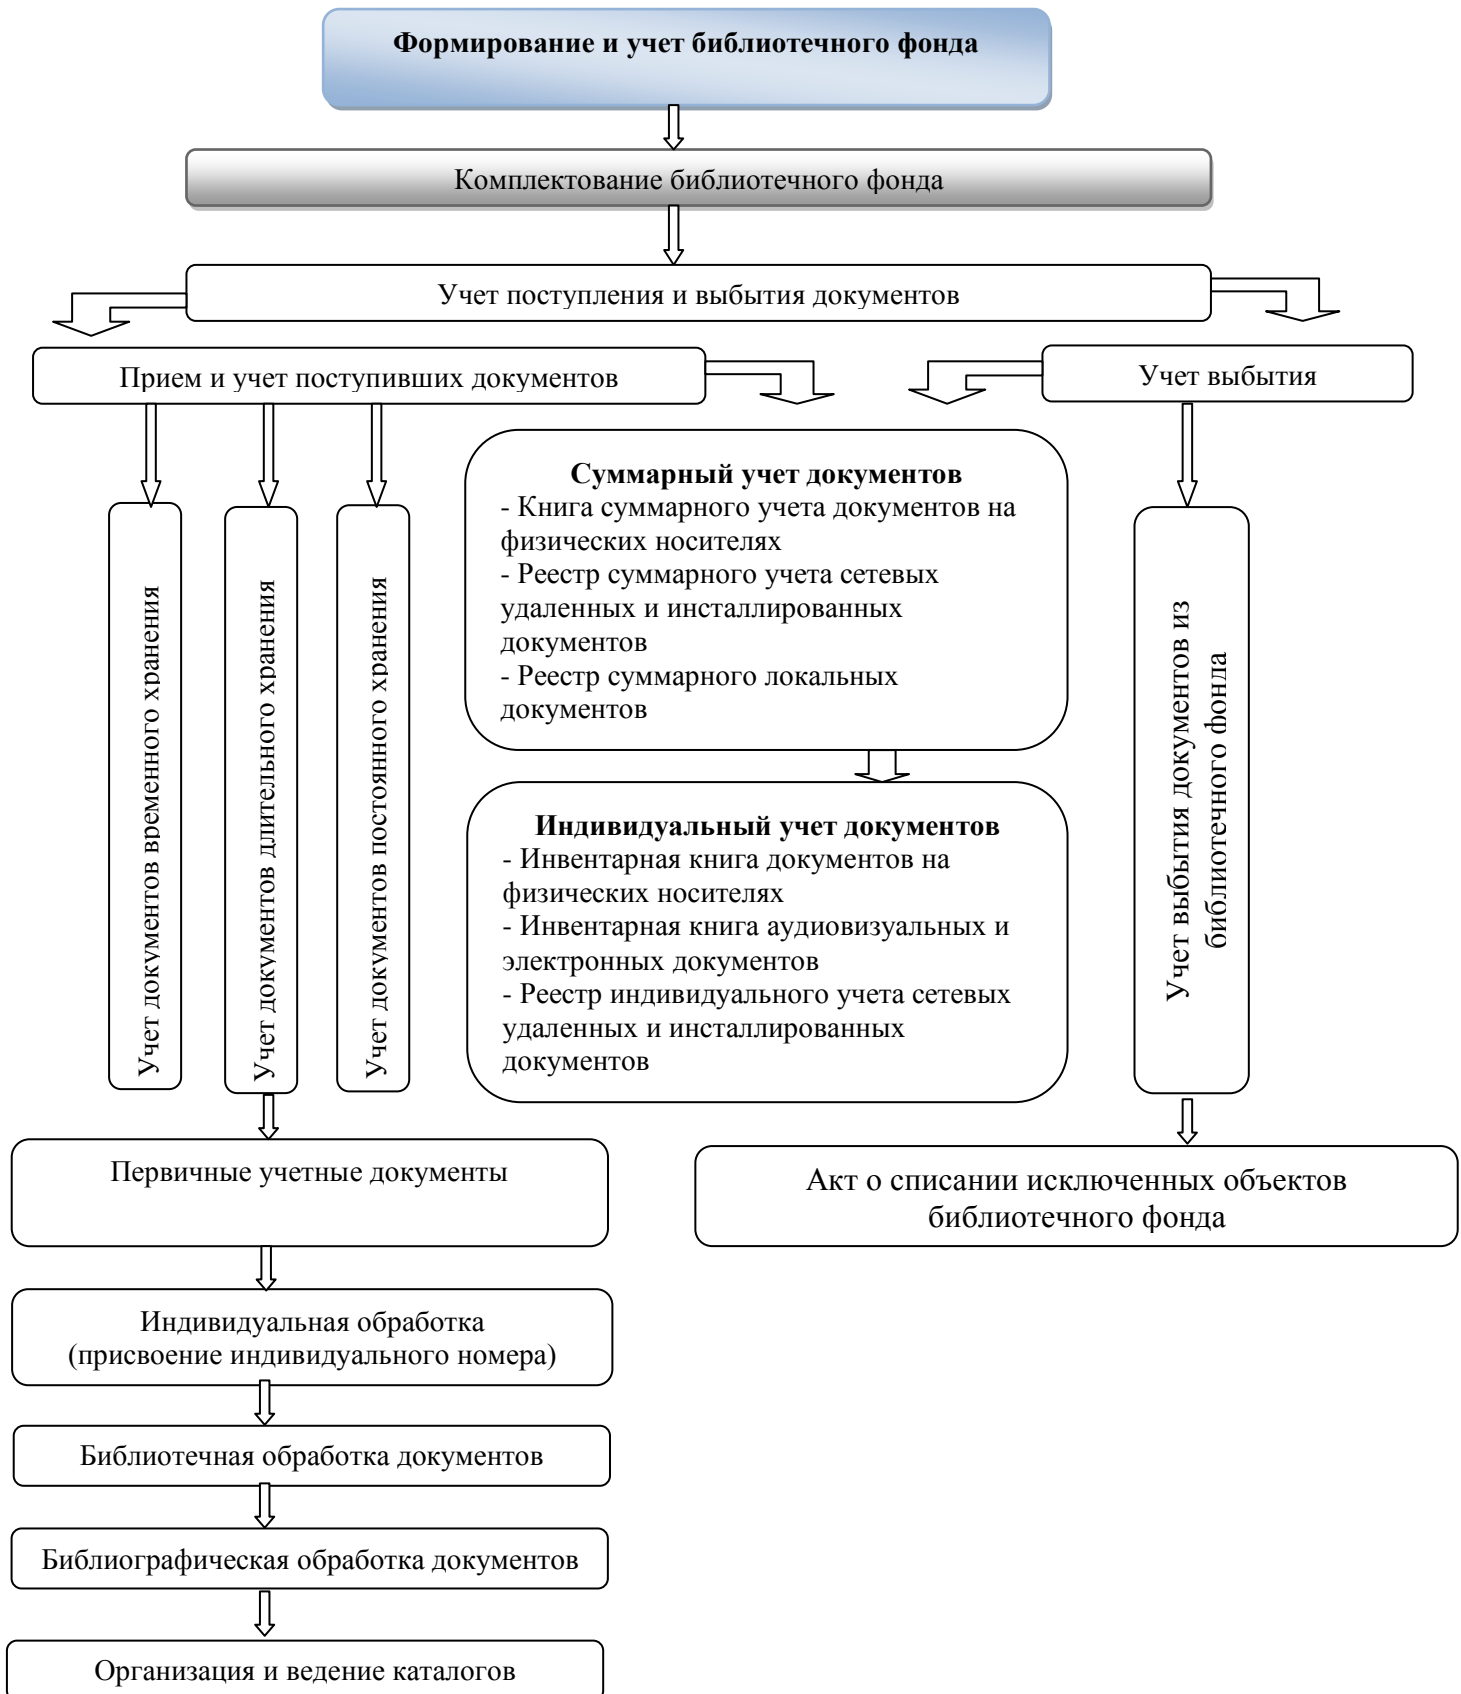 Формирование и учет библиотечного фонда
Комплектование библиотечного фонда
Учет поступления и выбытия документов
Прием и учет поступивших документов
Учет выбытия
Учет документов временного хранения
Учет документов длительного хранения
Учет документов постоянного хранения
Суммарный учет документов
- Книга суммарного учета документов на
физических носителях
- Реестр суммарного учета сетевых
удаленных и инсталлированных
документов
- Реестр суммарного локальных
документов
Индивидуальный учет документов
- Инвентарная книга документов на
физических носителях
- Инвентарная книга аудиовизуальных и
электронных документов
- Реестр индивидуального учета сетевых
удаленных и инсталлированных
документов
Учет выбытия документов из
библиотечного фонда
Первичные учетные документы
Акт о списании исключенных объектов
библиотечного фонда
Индивидуальная обработка
(присвоение индивидуального номера)
Библиотечная обработка документов
Библиографическая обработка документов
Организация и ведение каталогов